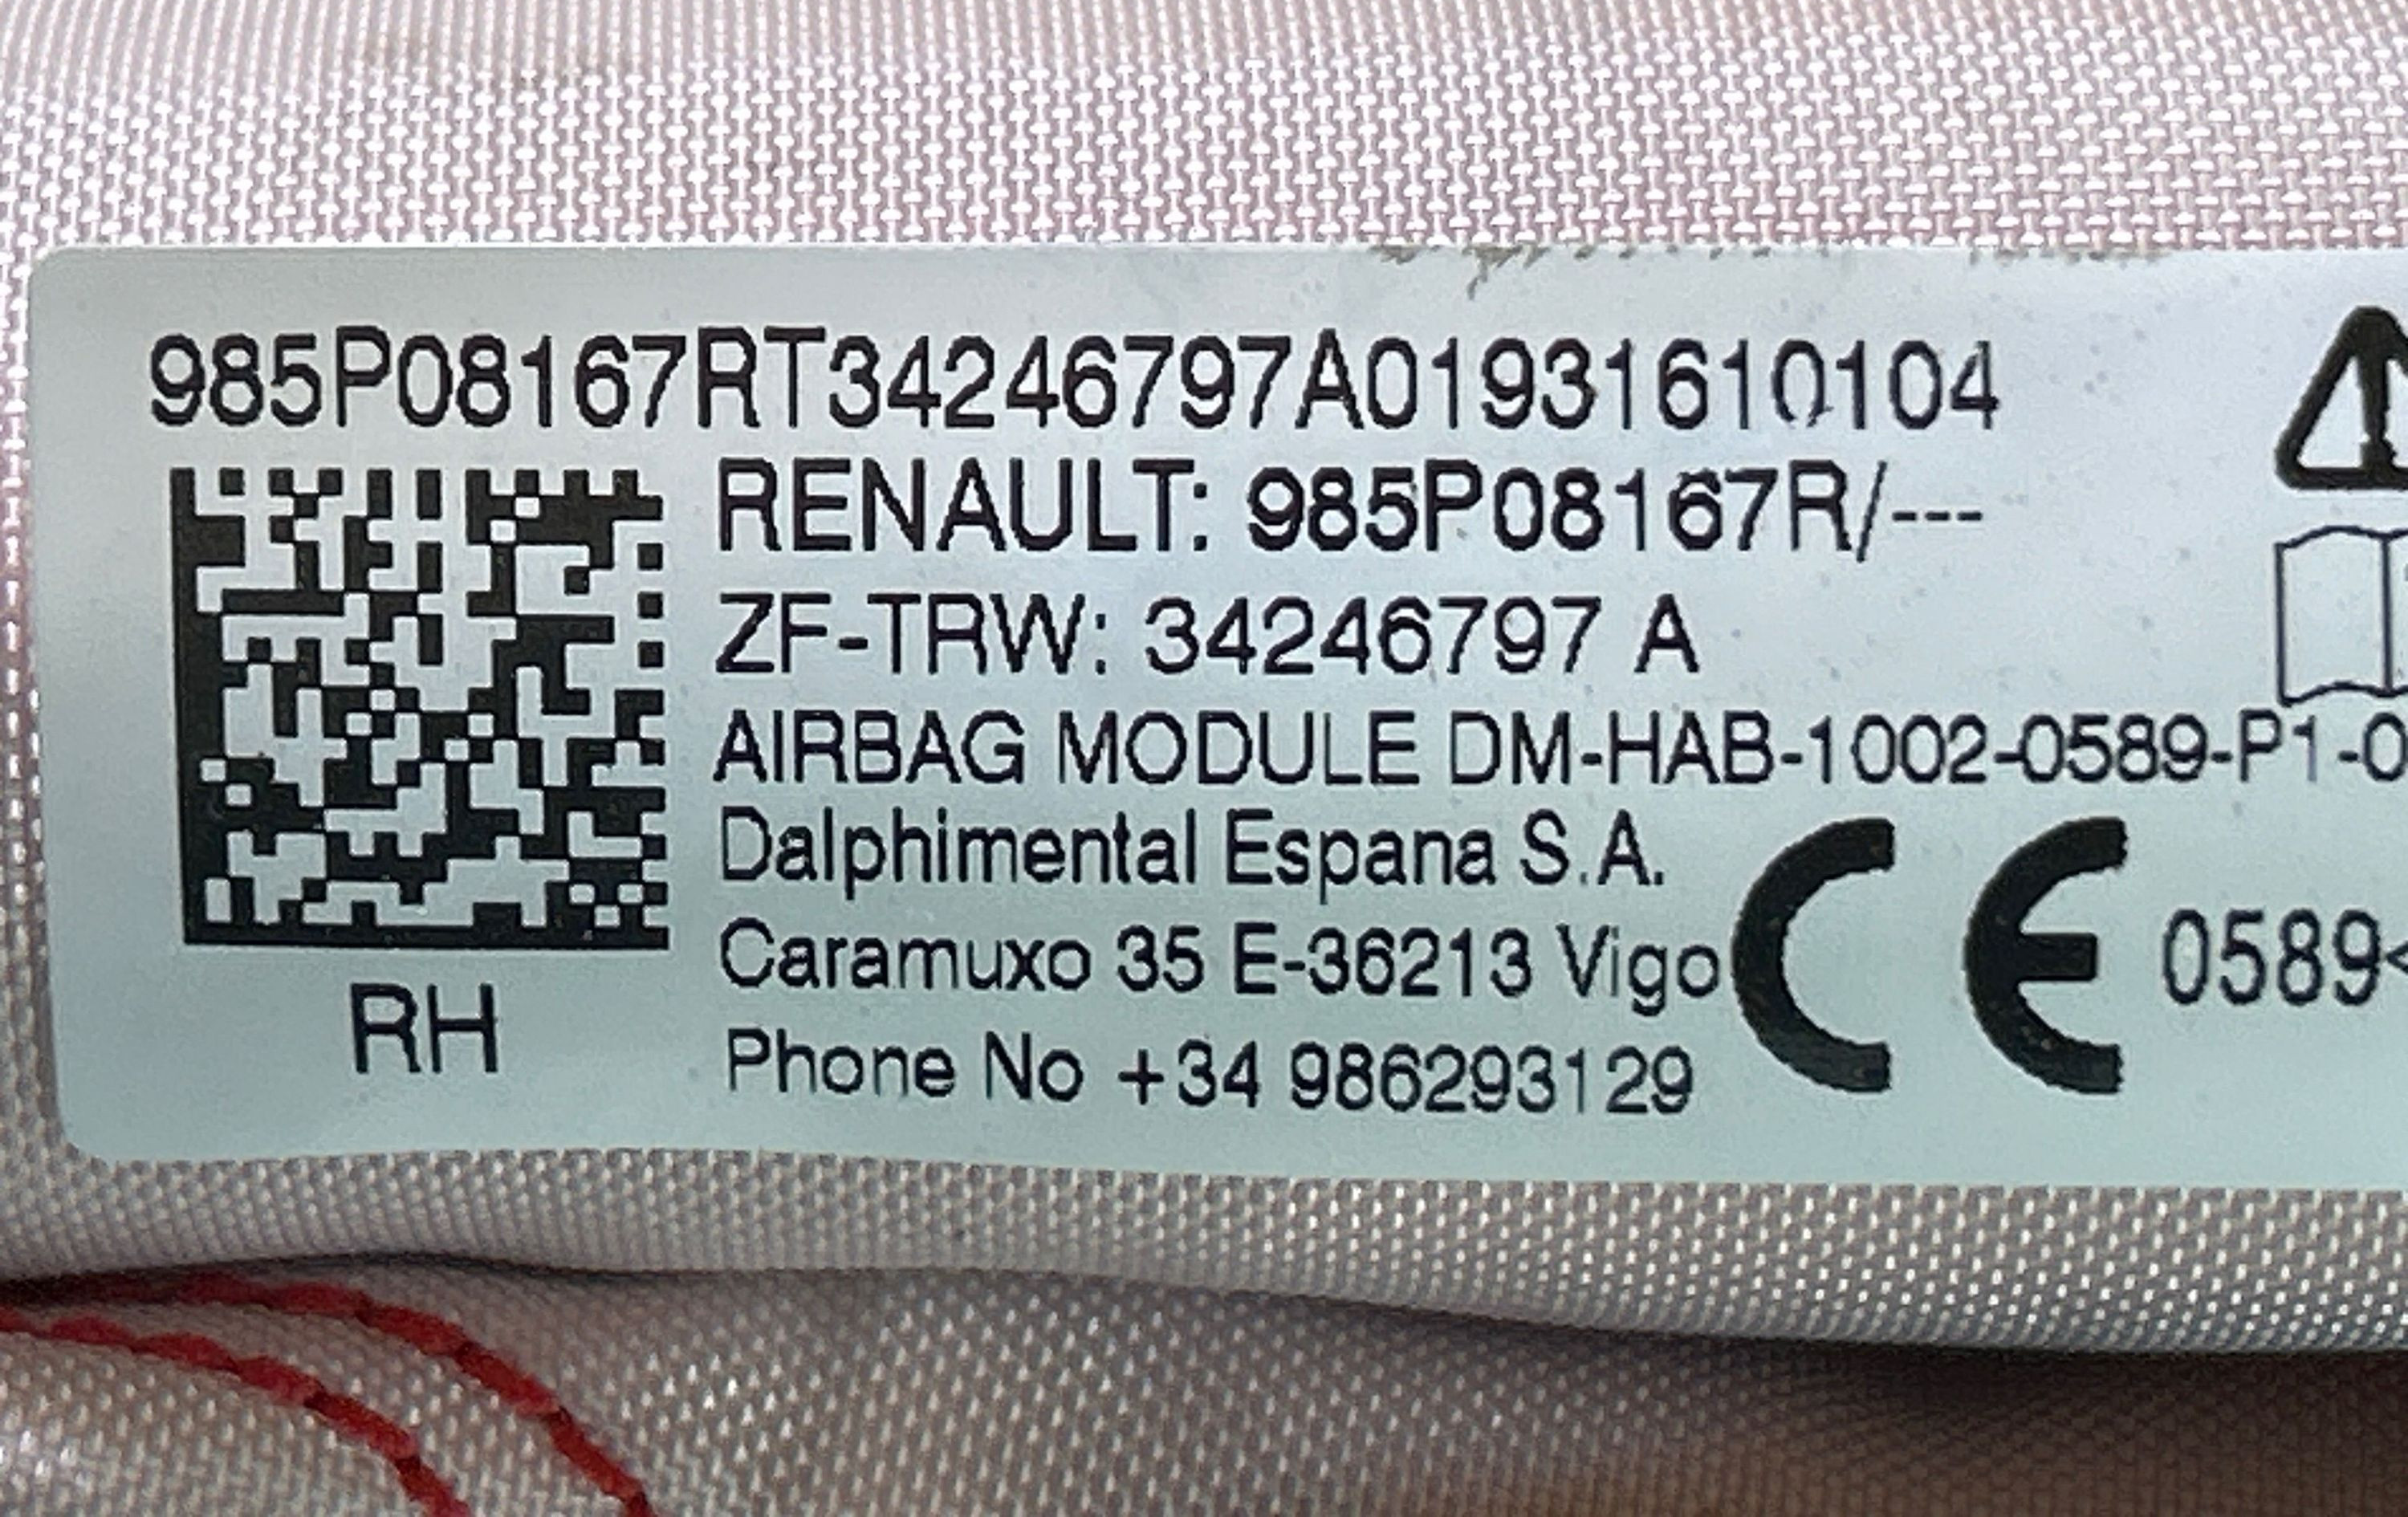 985P08167RT34246797A01931610104
RENAULT: 985P08167R/---
ZF-TRW: 34246797 A
AIRBAG MODULE DM-HAB-1002-0589-P1-0
Dalphimental Espana S.A.
Caramuxo 35 E-36213 Vigo
Phone No +34 986293129
RH
CE 0589